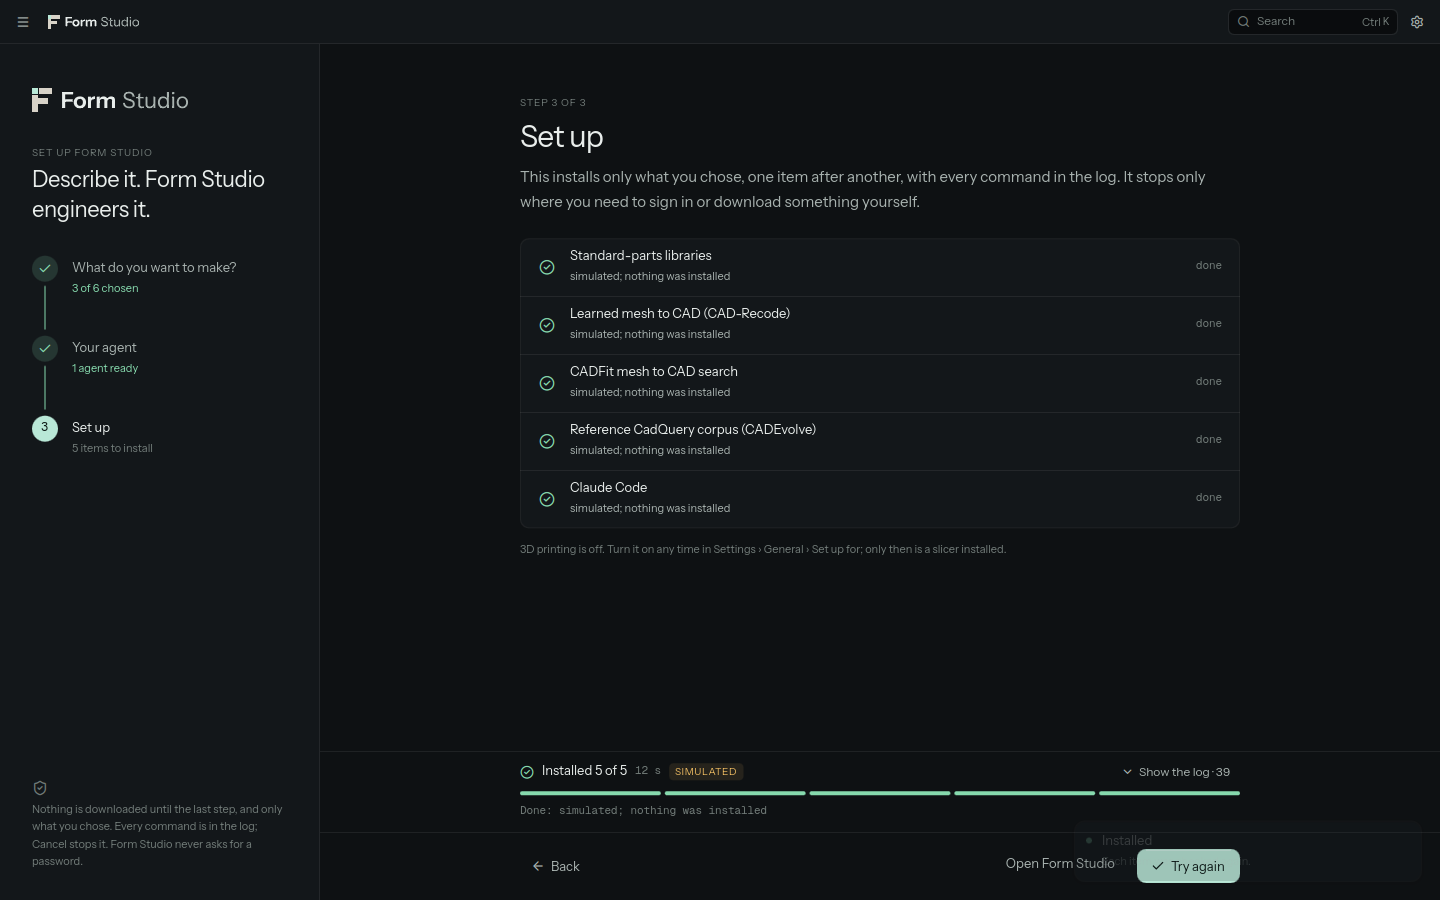 Form Studio
Search Ctrl K
Form Studio
SET UP FORM STUDIO
Describe it. Form Studio
engineers it.
What do you want to make?
3 of 6 chosen
Your agent
1 agent ready
3 Set up
5 items to install
Nothing is downloaded until the last step, and only
what you chose. Every command is in the log;
Cancel stops it. Form Studio never asks for a
password.
STEP 3 OF 3
Set up
This installs only what you chose, one item after another, with every command in the log. It stops only
where you need to sign in or download something yourself.
Standard-parts libraries
simulated; nothing was installed
done
Learned mesh to CAD (CAD-Recode)
simulated; nothing was installed
done
CADFit mesh to CAD search
simulated; nothing was installed
done
Reference CadQuery corpus (CADEvolve)
simulated; nothing was installed
done
Claude Code
simulated; nothing was installed
done
3D printing is off. Turn it on any time in Settings › General › Set up for; only then is a slicer installed.
Installed 5 of 5 12 s SIMULATED
Show the log · 39
Done: simulated; nothing was installed
Installed
Back
Open Form Studio
Try again